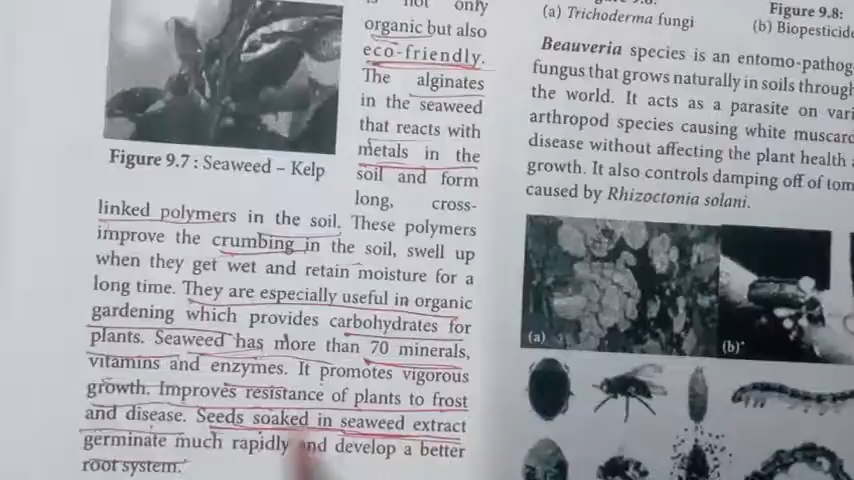 is not only
organic but also
eco-friendly.
The alginates
in the seaweed
that reacts with
metals in the
soil and form
long, cross-
Figure 9.7 : Seaweed – Kelp
linked polymers in the soil. These polymers
improve the crumbing in the soil, swell up
when they get wet and retain moisture for a
long time. They are especially useful in organic
gardening which provides carbohydrates for
plants. Seaweed has more than 70 minerals,
vitamins and enzymes. It promotes vigorous
growth. Improves resistance of plants to frost
and disease. Seeds soaked in seaweed extract
germinate much rapidly and develop a better
root system.
(a) Trichoderma fungi
Figure 9.8:
(b) Biopesticide
Beauveria species is an entomo-pathog
fungus that grows naturally in soils through
the world. It acts as a parasite on vari
arthropod species causing white muscard
disease without affecting the plant health
growth. It also controls damping off of tom
caused by Rhizoctonia solani.
(a)
(b)